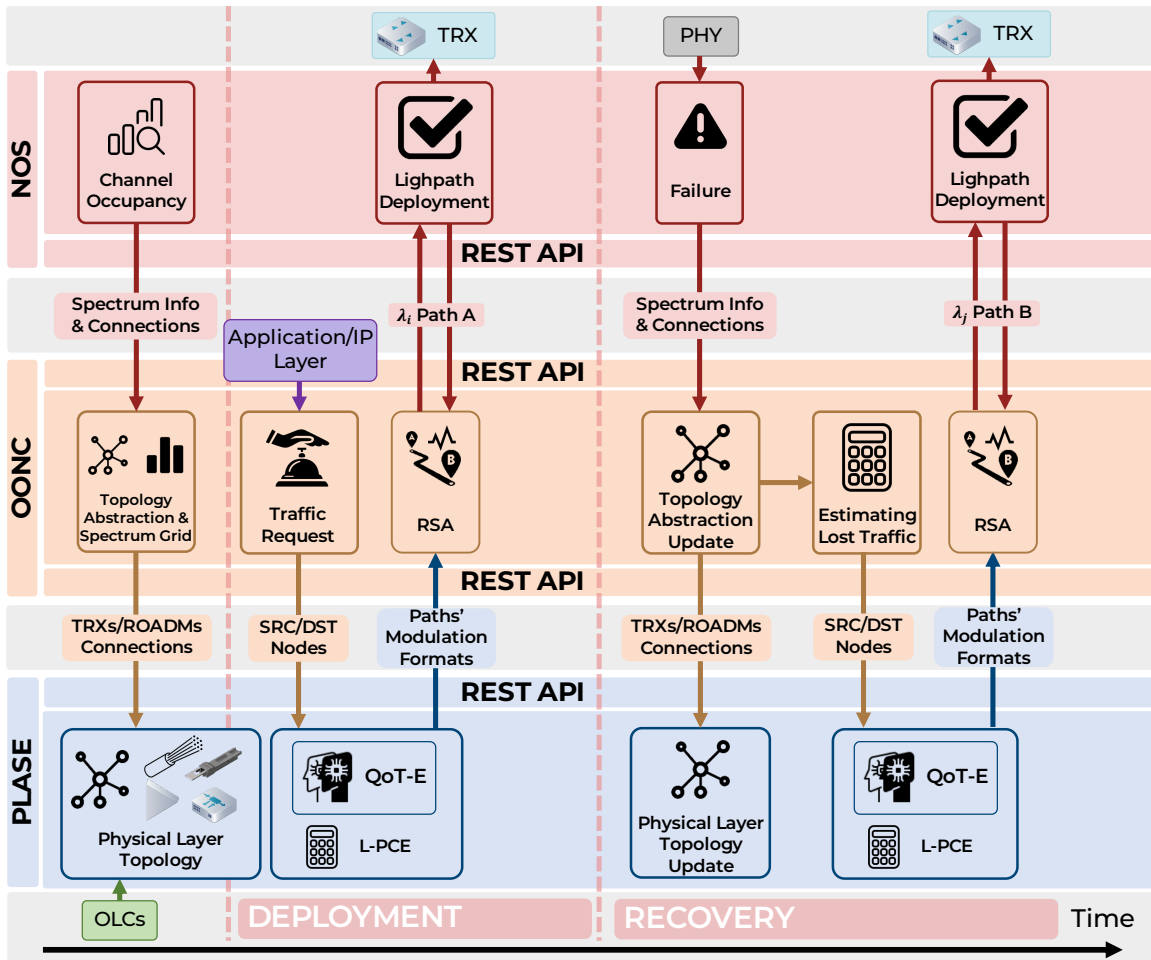 TRX
PHY
TRX
NOS
Channel
Occupancy
Lighpath
Deployment
Failure
Lighpath
Deployment
REST API
Spectrum Info
& Connections
λi Path A
Spectrum Info
& Connections
λj Path B
Application/IP
Layer
REST API
OONC
Topology
Abstraction &
Spectrum Grid
Traffic
Request
A
B
RSA
Topology
Abstraction
Update
Estimating
Lost Traffic
A
B
RSA
REST API
TRXs/ROADMs
Connections
SRC/DST
Nodes
Paths'
Modulation
Formats
TRXs/ROADMs
Connections
SRC/DST
Nodes
Paths'
Modulation
Formats
REST API
PLASE
Physical Layer
Topology
QoT-E
L-PCE
Physical Layer
Topology
Update
QoT-E
L-PCE
OLCs
DEPLOYMENT
RECOVERY
Time